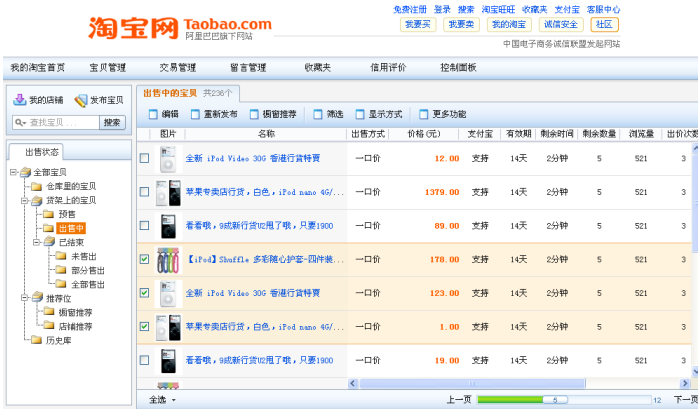 免费注册 登录 搜索 淘宝旺旺 收藏夹 支付宝 客服中心
淘宝网 Taobao.com
阿里巴巴旗下网站
我要买 我要卖 我的淘宝 诚信安全 社区
中国电子商务诚信联盟发起网站
我的淘宝首页 宝贝管理 交易管理 留言管理 收藏夹 信用评价 控制面板
我的店铺 发布宝贝
查找宝贝... 搜索
出售状态
全部宝贝
仓库里的宝贝
货架上的宝贝
预售
出售中
已结束
未售出
部分售出
全部售出
推荐位
橱窗推荐
店铺推荐
历史库
出售中的宝贝 共236个
编辑 重新发布 橱窗推荐 筛选 显示方式 更多功能
图片 名称 出售方式 价格(元) 支付宝 有效期 剩余时间 剩余数量 浏览量 出价次数
全新 iPod Video 30G 香港行货特卖 一口价 12.00 支持 14天 2分钟 5 521 3
苹果专卖店行货，白色，iPod nano 4G/... 一口价 1379.00 支持 14天 2分钟 5 521 3
看看哦，9成新行货U2甩了哦，只要1900 一口价 89.00 支持 14天 2分钟 5 521 3
【iPod】Shuffle 多彩随心护套-四件装... 一口价 178.00 支持 14天 2分钟 5 521 3
全新 iPod Video 30G 香港行货特卖 一口价 123.00 支持 14天 2分钟 5 521 3
苹果专卖店行货，白色，iPod nano 4G/... 一口价 1.00 支持 14天 2分钟 5 521 3
看看哦，9成新行货U2甩了哦，只要1900 一口价 19.00 支持 14天 2分钟 5 521 3
全选 上一页 5 12 下一页